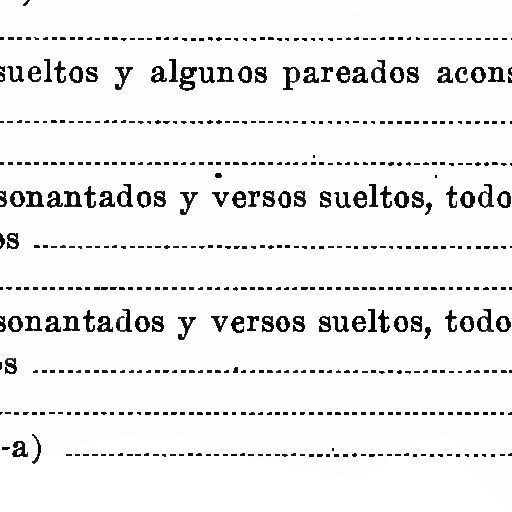 sueltos y algunos pareados acons
sonantados y versos sueltos, todo
os
sonantados y versos sueltos, todo
os
-a)